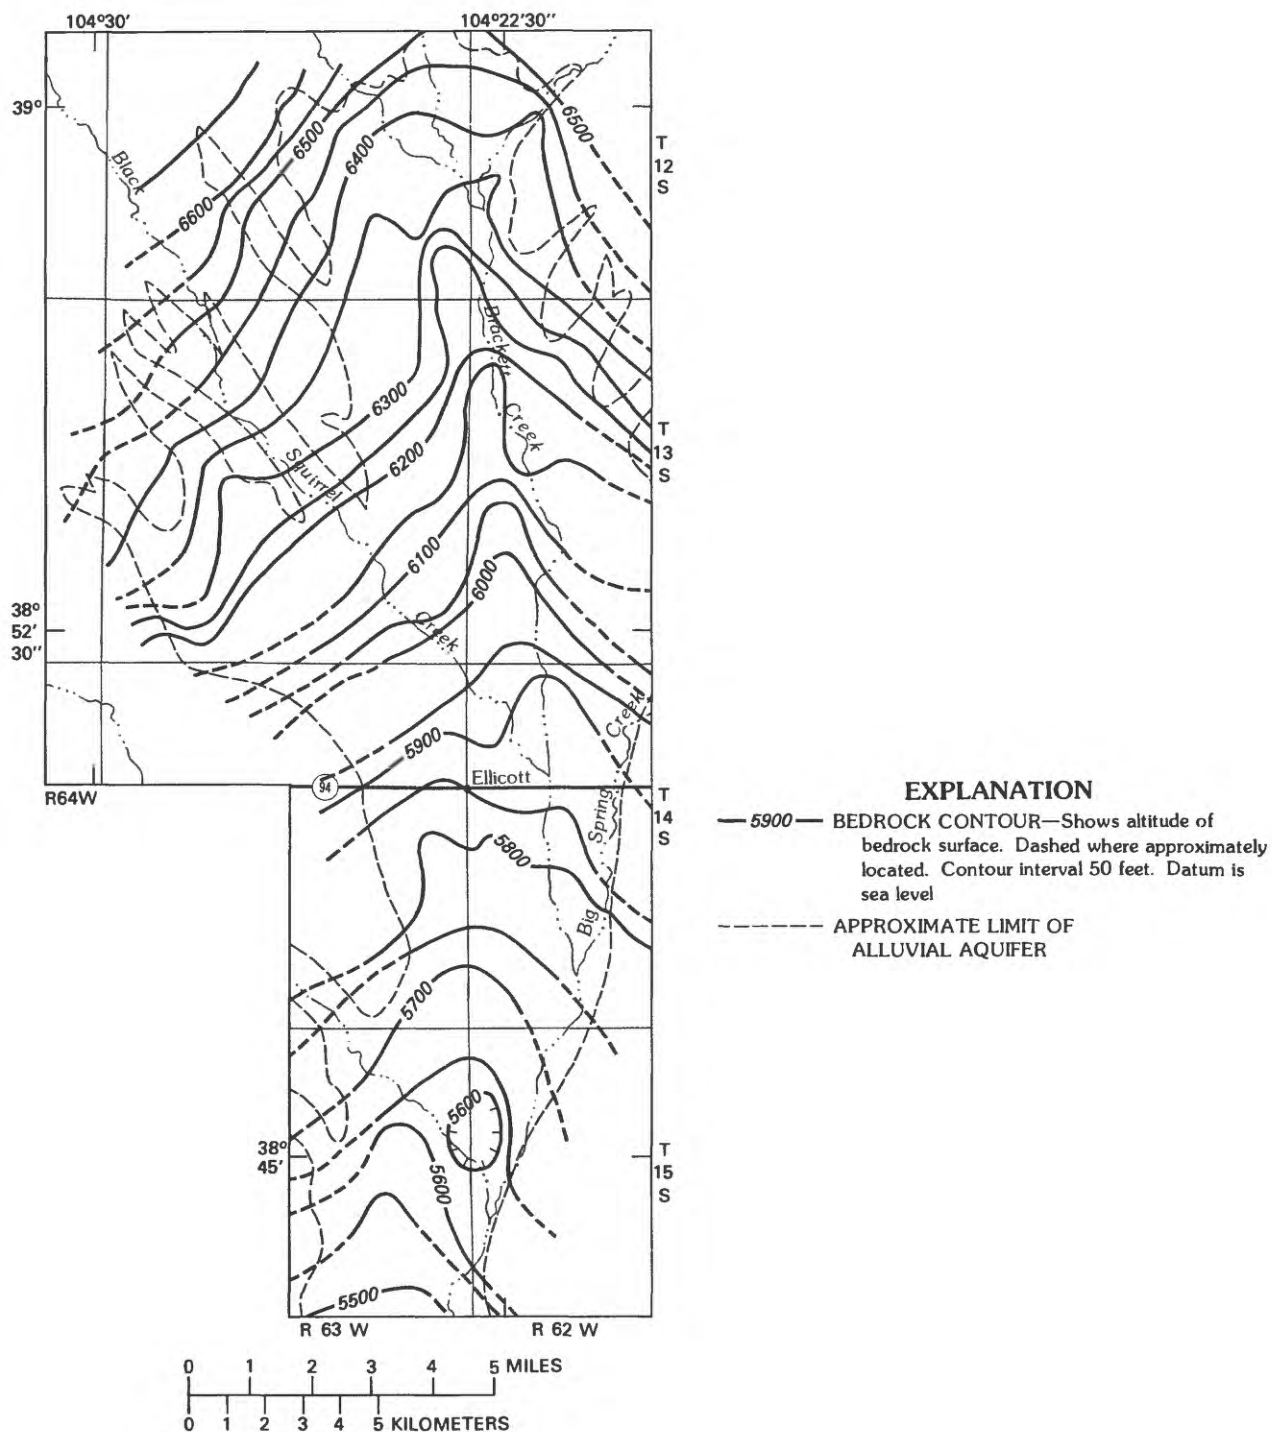 104°30′ 104°22′30″
39°
6500
T
12
S
6500
6400
Black
6600
Brackett
Creek
6300
T
13
S
Squirrel
6200
6100
6000
38°
52′
30″
Creek
Creek
5900
R64W
94
Ellicott
T
14
S
Spring
5800
Big
5700
5600
38°
45′
5600
T
15
S
5500
R 63 W R 62 W
0 1 2 3 4 5 MILES
0 1 2 3 4 5 KILOMETERS
EXPLANATION
5900 BEDROCK CONTOUR—Shows altitude of
bedrock surface. Dashed where approximately
located. Contour interval 50 feet. Datum is
sea level
APPROXIMATE LIMIT OF
ALLUVIAL AQUIFER